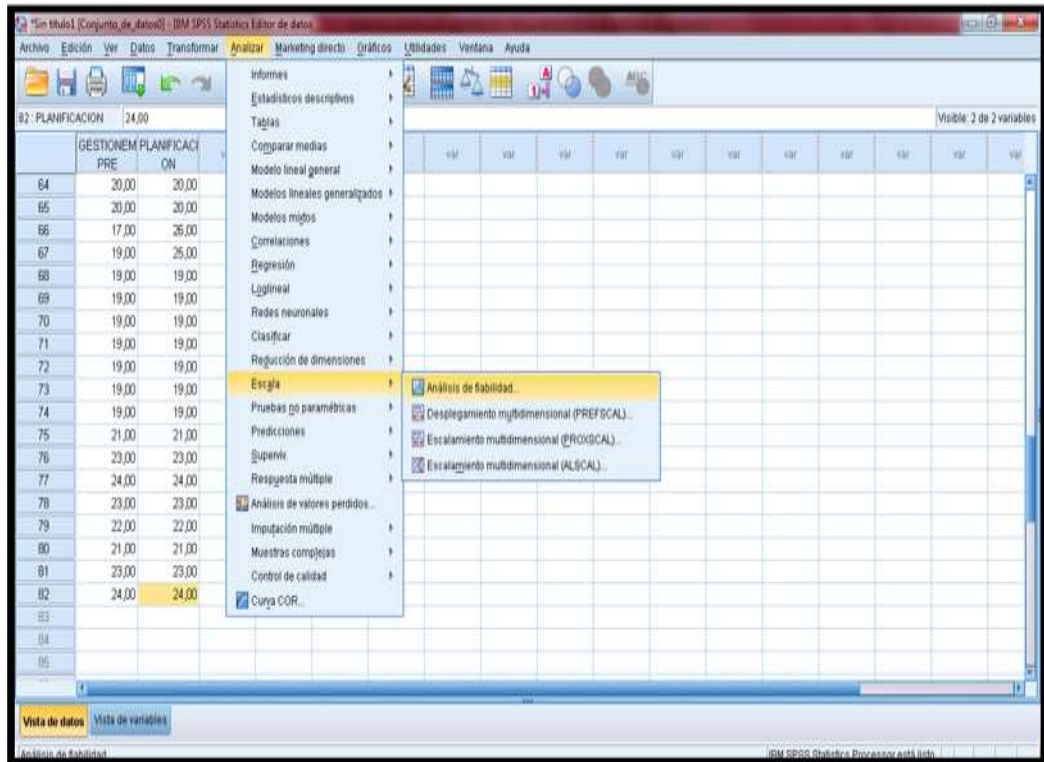 *Sin título1 [Conjunto_de_datos0] - IBM SPSS Statistics Editor de datos
Archivo Edición Ver Datos Transformar Analizar Marketing directo Gráficos Utilidades Ventana Ayuda
82 : PLANIFICACION 24,00 Visible: 2 de 2 variables
GESTIONEM PRE PLANIFICACI ON var var var var var var var var var var
64 20,00 20,00
65 20,00 20,00
66 17,00 26,00
67 19,00 25,00
68 19,00 19,00
69 19,00 19,00
70 19,00 19,00
71 19,00 19,00
72 19,00 19,00
73 19,00 19,00
74 19,00 19,00
75 21,00 21,00
76 23,00 23,00
77 24,00 24,00
78 23,00 23,00
79 22,00 22,00
80 21,00 21,00
81 23,00 23,00
82 24,00 24,00
83
84
85
Informes
Estadísticos descriptivos
Tablas
Comparar medias
Modelo lineal general
Modelos lineales generalizados
Modelos mixtos
Correlaciones
Regresión
Loglineal
Redes neuronales
Clasificar
Reducción de dimensiones
Escala
Pruebas no paramétricas
Predicciones
Superviv.
Respuesta múltiple
Análisis de valores perdidos...
Imputación múltiple
Muestras complejas
Control de calidad
Curva COR...
Análisis de fiabilidad...
Desplegamiento multidimensional (PREFSCAL)...
Escalamiento multidimensional (PROXSCAL)...
Escalamiento multidimensional (ALSCAL)...
Vista de datos Vista de variables
Análisis de fiabilidad IBM SPSS Statistics Processor está listo